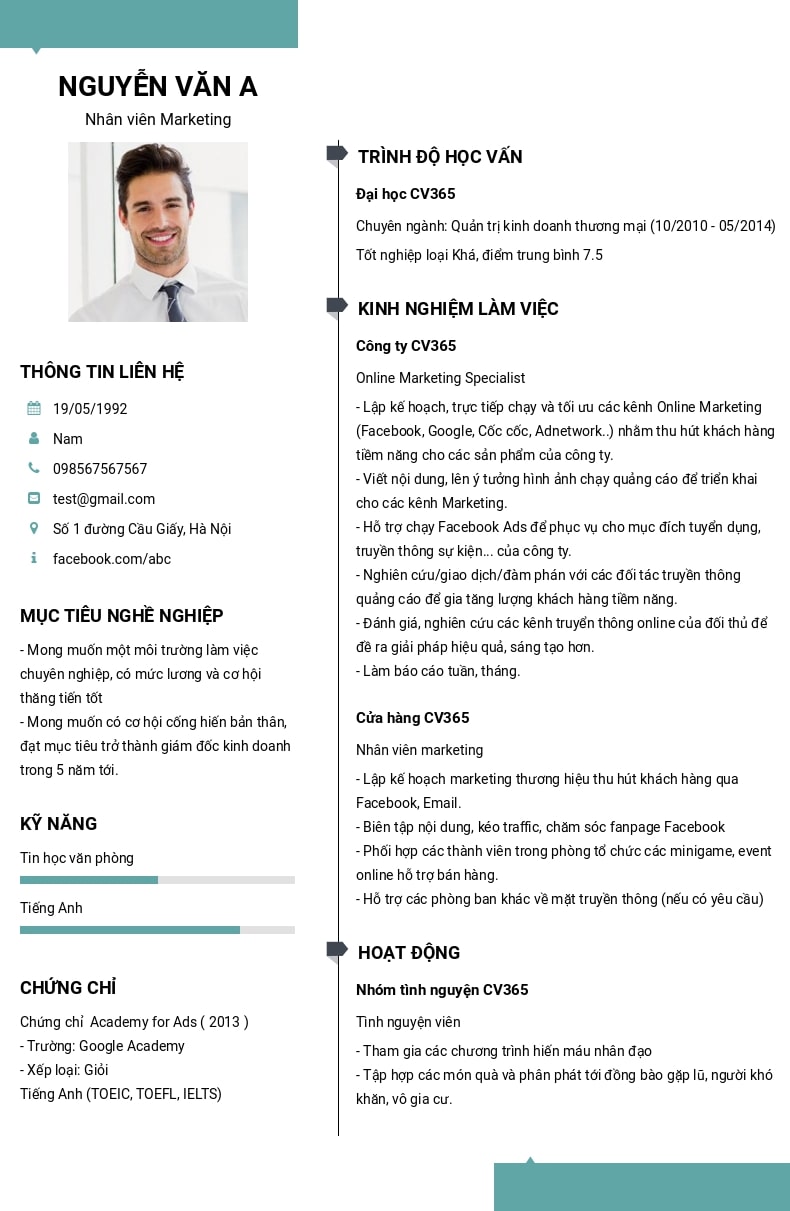 NGUYỄN VĂN A
Nhân viên Marketing
THÔNG TIN LIÊN HỆ
19/05/1992
Nam
098567567567
test@gmail.com
Số 1 đường Cầu Giấy, Hà Nội
facebook.com/abc
MỤC TIÊU NGHỀ NGHIỆP
- Mong muốn một môi trường làm việc
chuyên nghiệp, có mức lương và cơ hội
thăng tiến tốt
- Mong muốn có cơ hội cống hiến bản thân,
đạt mục tiêu trở thành giám đốc kinh doanh
trong 5 năm tới.
KỸ NĂNG
Tin học văn phòng
Tiếng Anh
CHỨNG CHỈ
Chứng chỉ Academy for Ads ( 2013 )
- Trường: Google Academy
- Xếp loại: Giỏi
Tiếng Anh (TOEIC, TOEFL, IELTS)
TRÌNH ĐỘ HỌC VẤN
Đại học CV365
Chuyên ngành: Quản trị kinh doanh thương mại (10/2010 - 05/2014)
Tốt nghiệp loại Khá, điểm trung bình 7.5
KINH NGHIỆM LÀM VIỆC
Công ty CV365
Online Marketing Specialist
- Lập kế hoạch, trực tiếp chạy và tối ưu các kênh Online Marketing
(Facebook, Google, Cốc cốc, Adnetwork..) nhằm thu hút khách hàng
tiềm năng cho các sản phẩm của công ty.
- Viết nội dung, lên ý tưởng hình ảnh chạy quảng cáo để triển khai
cho các kênh Marketing.
- Hỗ trợ chạy Facebook Ads để phục vụ cho mục đích tuyển dụng,
truyền thông sự kiện... của công ty.
- Nghiên cứu/giao dịch/đàm phán với các đối tác truyền thông
quảng cáo để gia tăng lượng khách hàng tiềm năng.
- Đánh giá, nghiên cứu các kênh truyển thông online của đối thủ để
đề ra giải pháp hiệu quả, sáng tạo hơn.
- Làm báo cáo tuần, tháng.
Cửa hàng CV365
Nhân viên marketing
- Lập kế hoạch marketing thương hiệu thu hút khách hàng qua
Facebook, Email.
- Biên tập nội dung, kéo traffic, chăm sóc fanpage Facebook
- Phối hợp các thành viên trong phòng tổ chức các minigame, event
online hỗ trợ bán hàng.
- Hỗ trợ các phòng ban khác về mặt truyền thông (nếu có yêu cầu)
HOẠT ĐỘNG
Nhóm tình nguyện CV365
Tình nguyện viên
- Tham gia các chương trình hiến máu nhân đạo
- Tập hợp các món quà và phân phát tới đồng bào gặp lũ, người khó
khăn, vô gia cư.